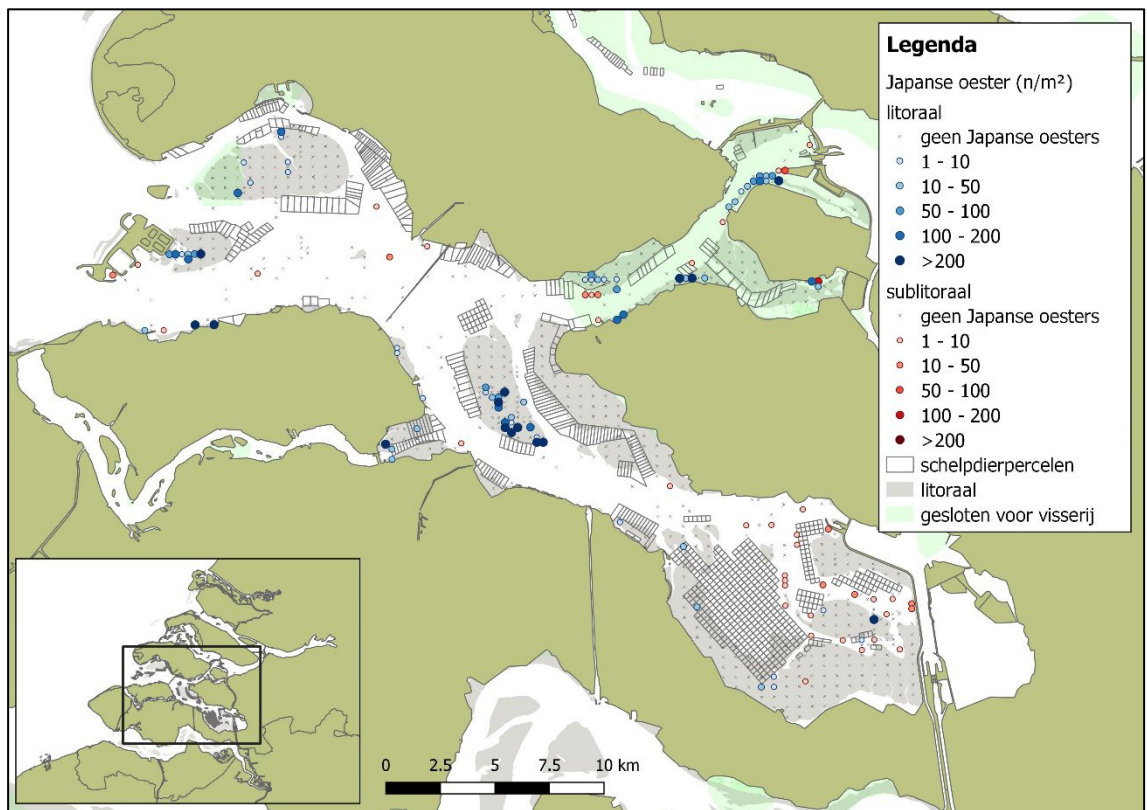 Legenda
Japanse oester (n/m²)
litoraal
geen Japanse oesters
1 - 10
10 - 50
50 - 100
100 - 200
>200
sublitoraal
geen Japanse oesters
1 - 10
10 - 50
50 - 100
100 - 200
>200
schelpdierpercelen
litoraal
gesloten voor visserij
0 2.5 5 7.5 10 km